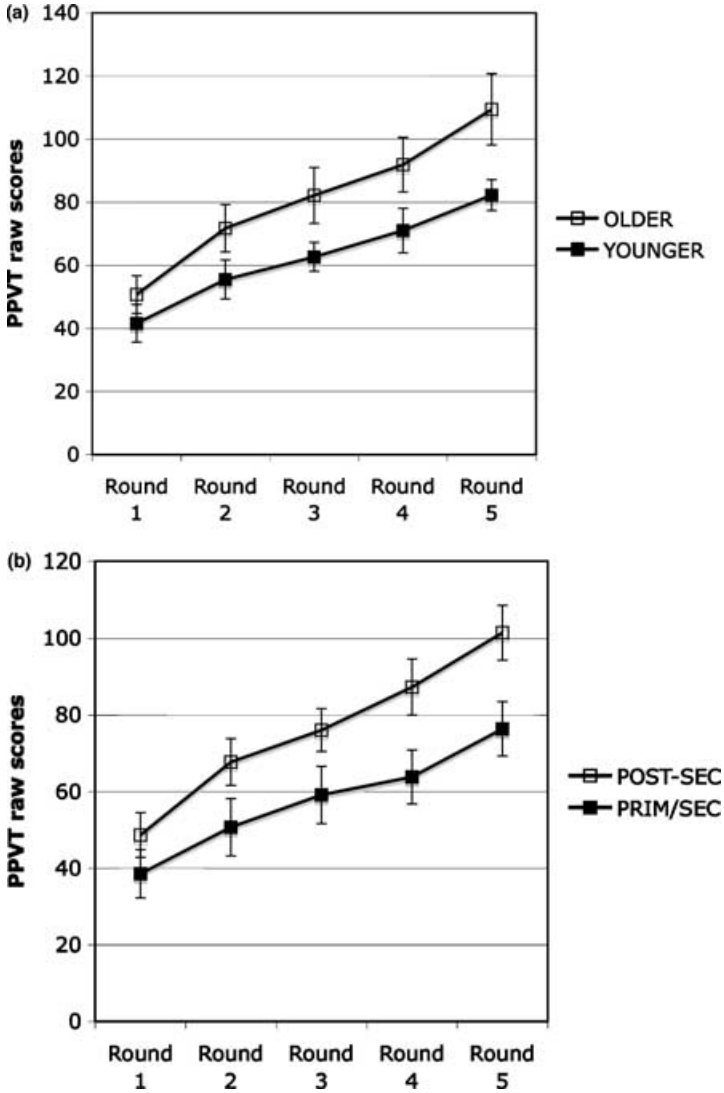 (a)
140
120
100
80
60
40
20
0
PPVT raw scores
Round 1
Round 2
Round 3
Round 4
Round 5
OLDER
YOUNGER
(b)
120
100
80
60
40
20
0
PPVT raw scores
Round 1
Round 2
Round 3
Round 4
Round 5
POST-SEC
PRIM/SEC